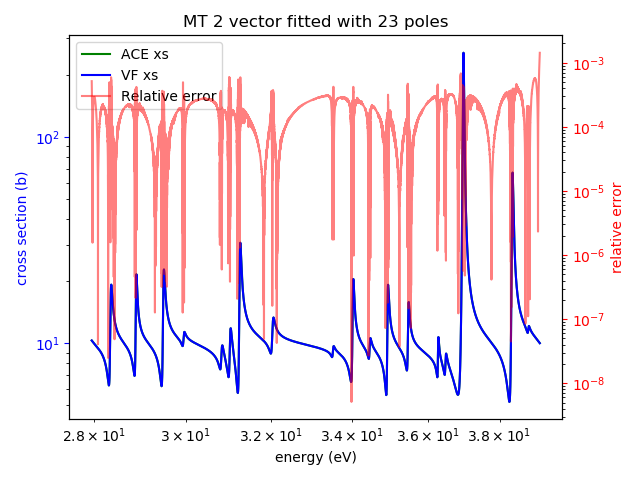 MT 2 vector fitted with 23 poles
ACE xs
VF xs
Relative error
10²
10¹
cross section (b)
10⁻³
10⁻⁴
10⁻⁵
10⁻⁶
10⁻⁷
10⁻⁸
relative error
2.8 × 10¹ 3 × 10¹ 3.2 × 10¹ 3.4 × 10¹ 3.6 × 10¹ 3.8 × 10¹
energy (eV)